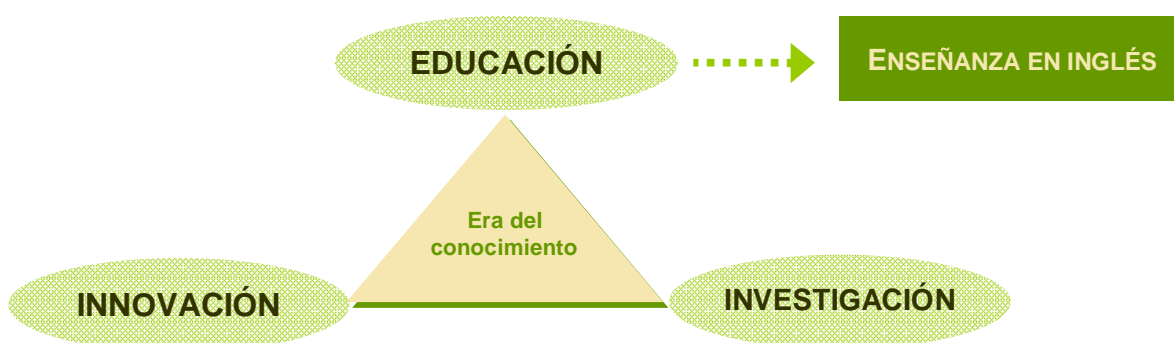 EDUCACIÓN
ENSEÑANZA EN INGLÉS
Era del
conocimiento
INNOVACIÓN
INVESTIGACIÓN